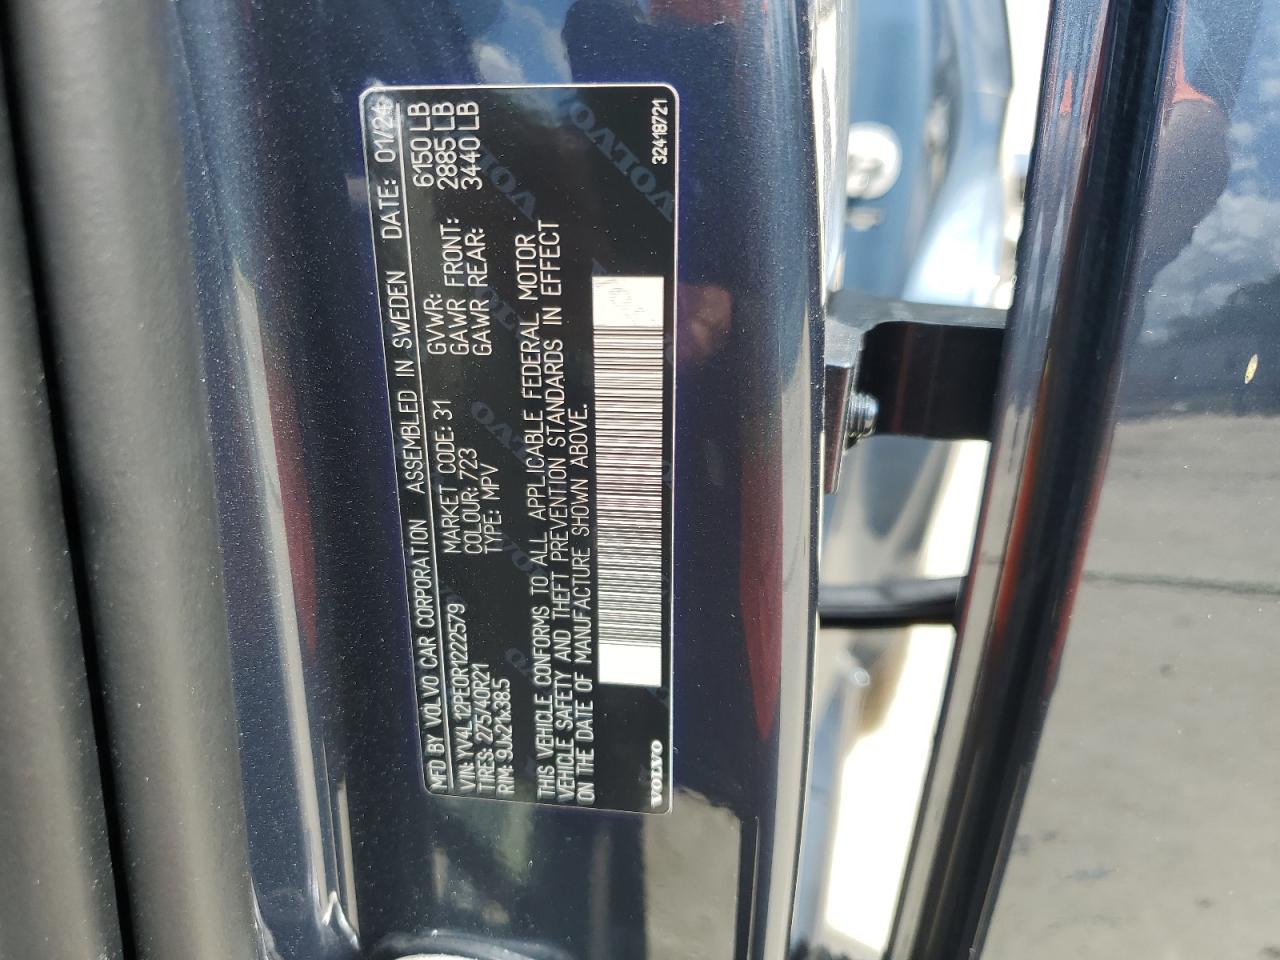 MFD BY VOLVO CAR CORPORATION ASSEMBLED IN SWEDEN DATE: 01/24
VIN: YV4L12PE0R1222579 MARKET CODE: 31 GVWR: 6150 LB
TIRES: 275/40R21 COLOUR: 723 GAWR FRONT: 2885 LB
RIM: 9Jx21x38.5 TYPE: MPV GAWR REAR: 3440 LB
THIS VEHICLE CONFORMS TO ALL APPLICABLE FEDERAL MOTOR
VEHICLE SAFETY AND THEFT PREVENTION STANDARDS IN EFFECT
ON THE DATE OF MANUFACTURE SHOWN ABOVE.
VOLVO 32418721